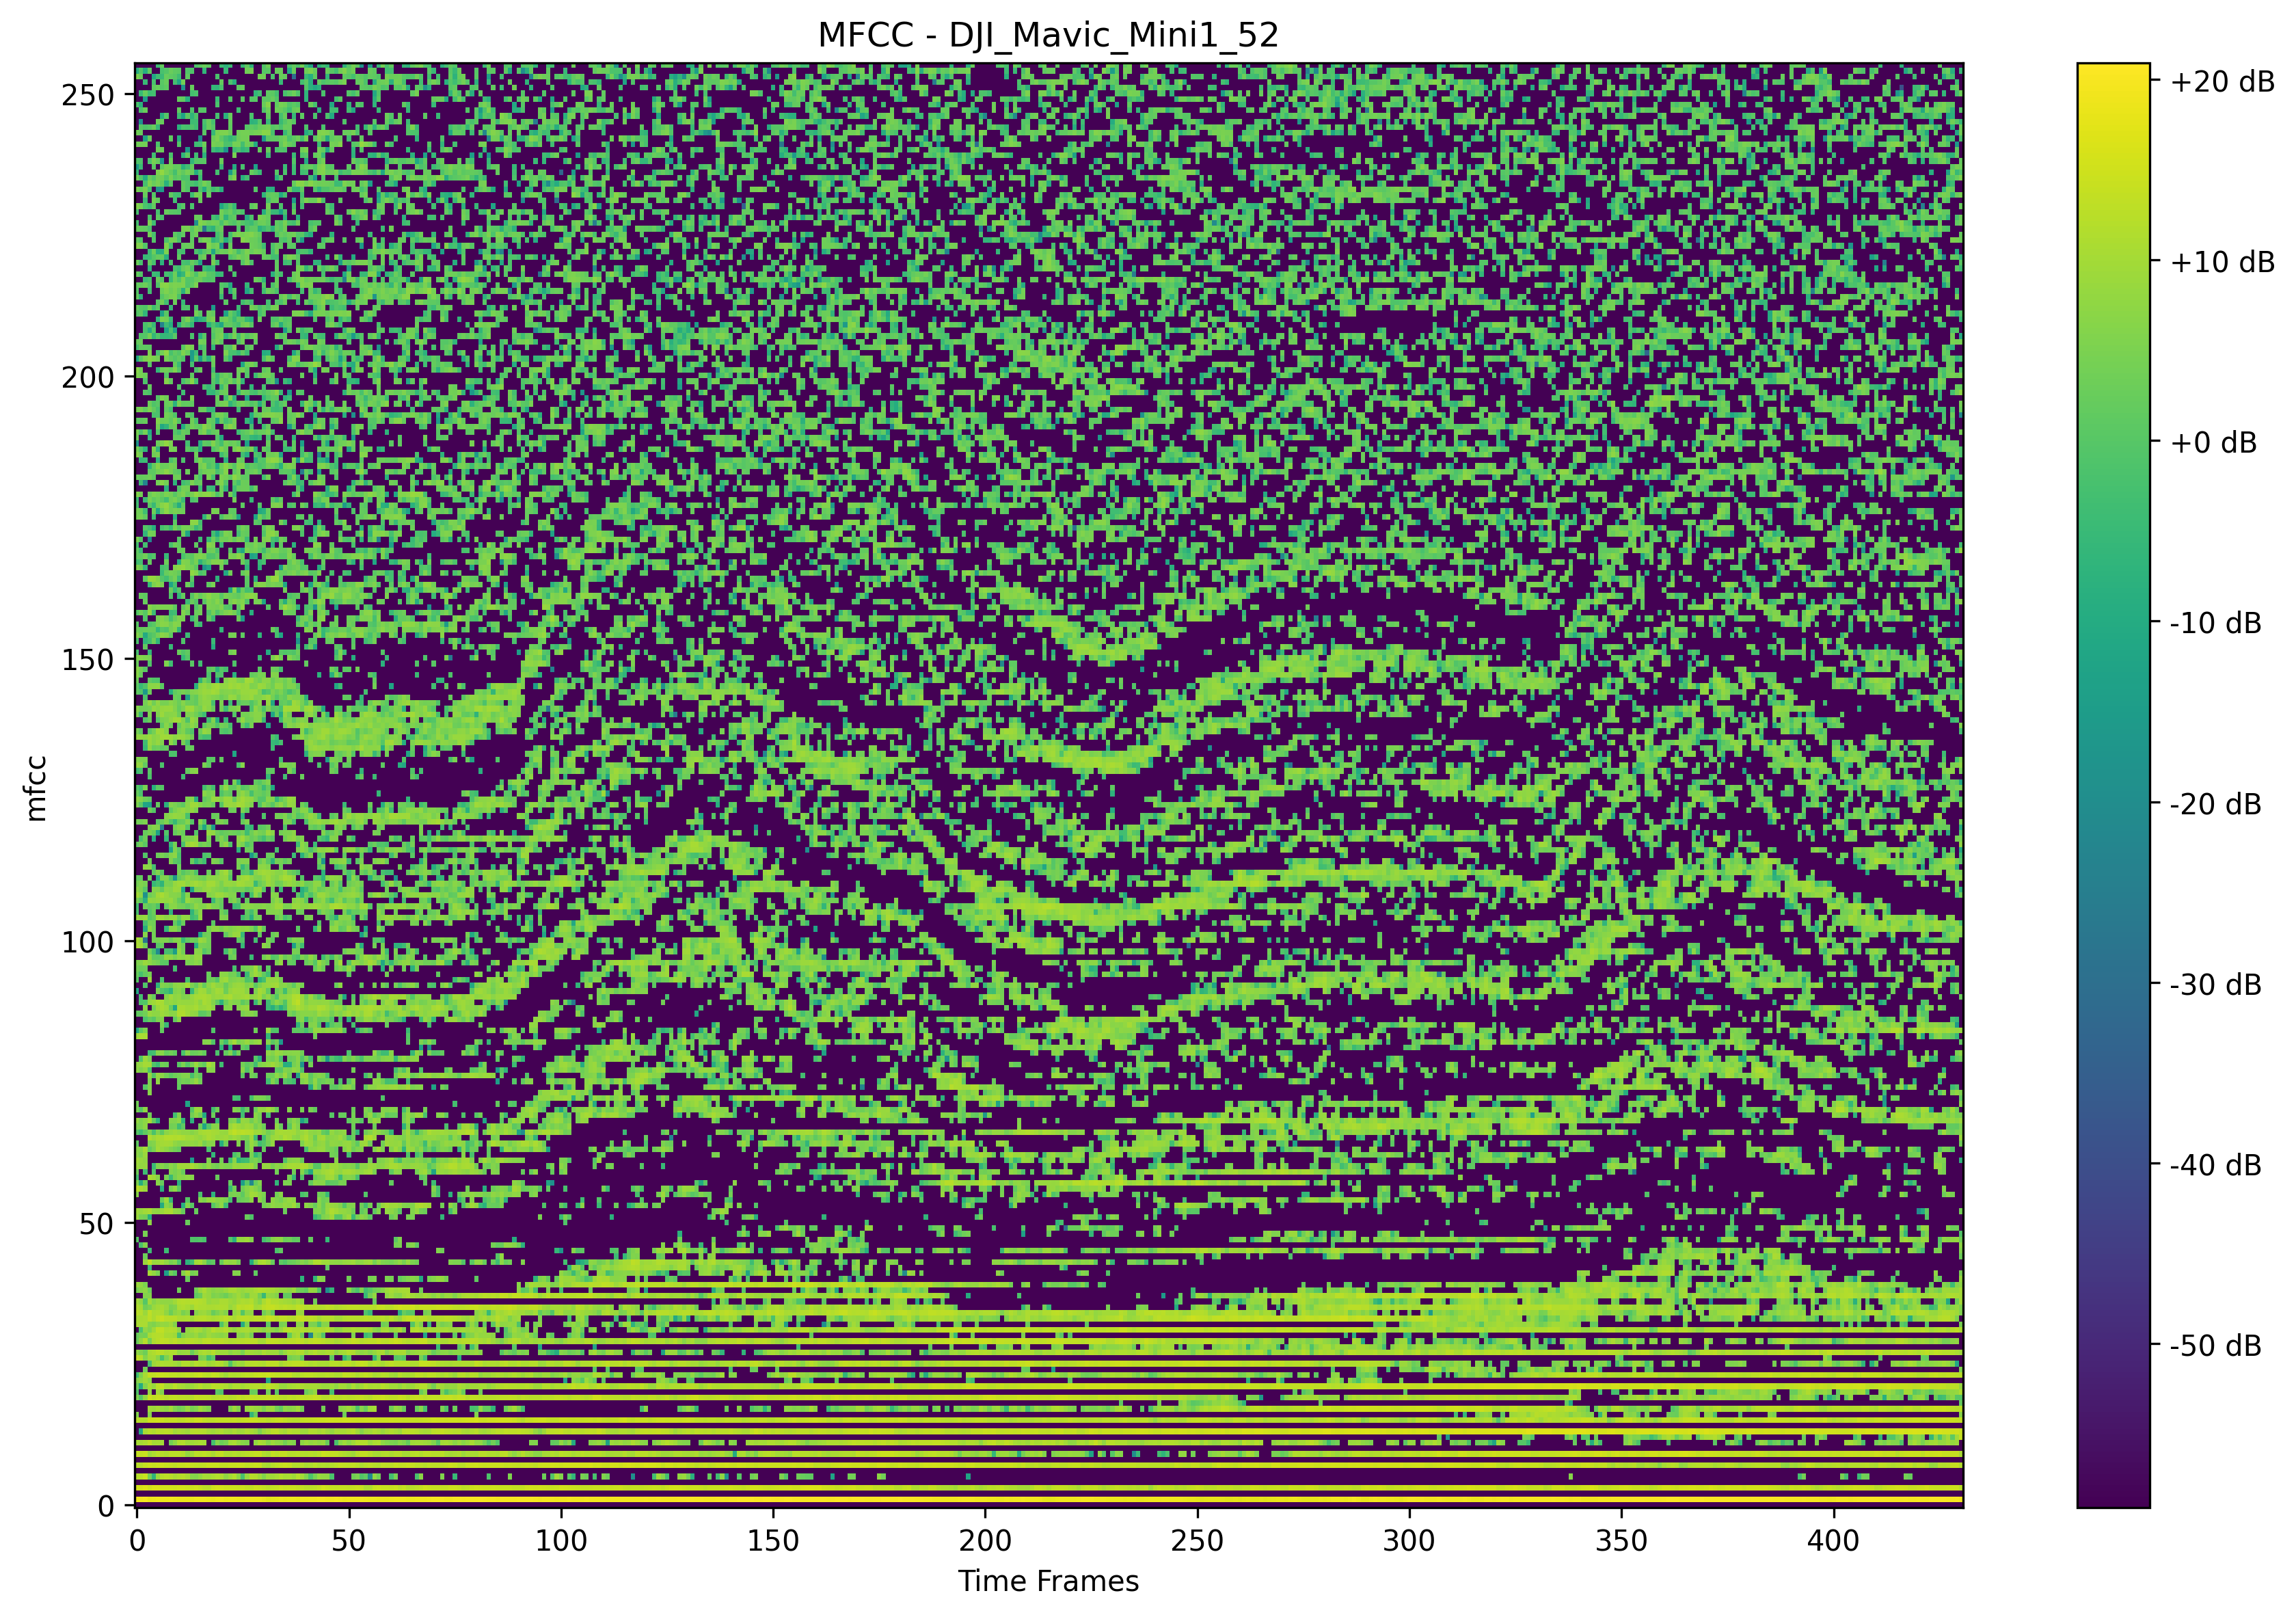 MFCC - DJI_Mavic_Mini1_52
250
200
150
100
50
0
mfcc
0 50 100 150 200 250 300 350 400
Time Frames
+20 dB
+10 dB
+0 dB
-10 dB
-20 dB
-30 dB
-40 dB
-50 dB